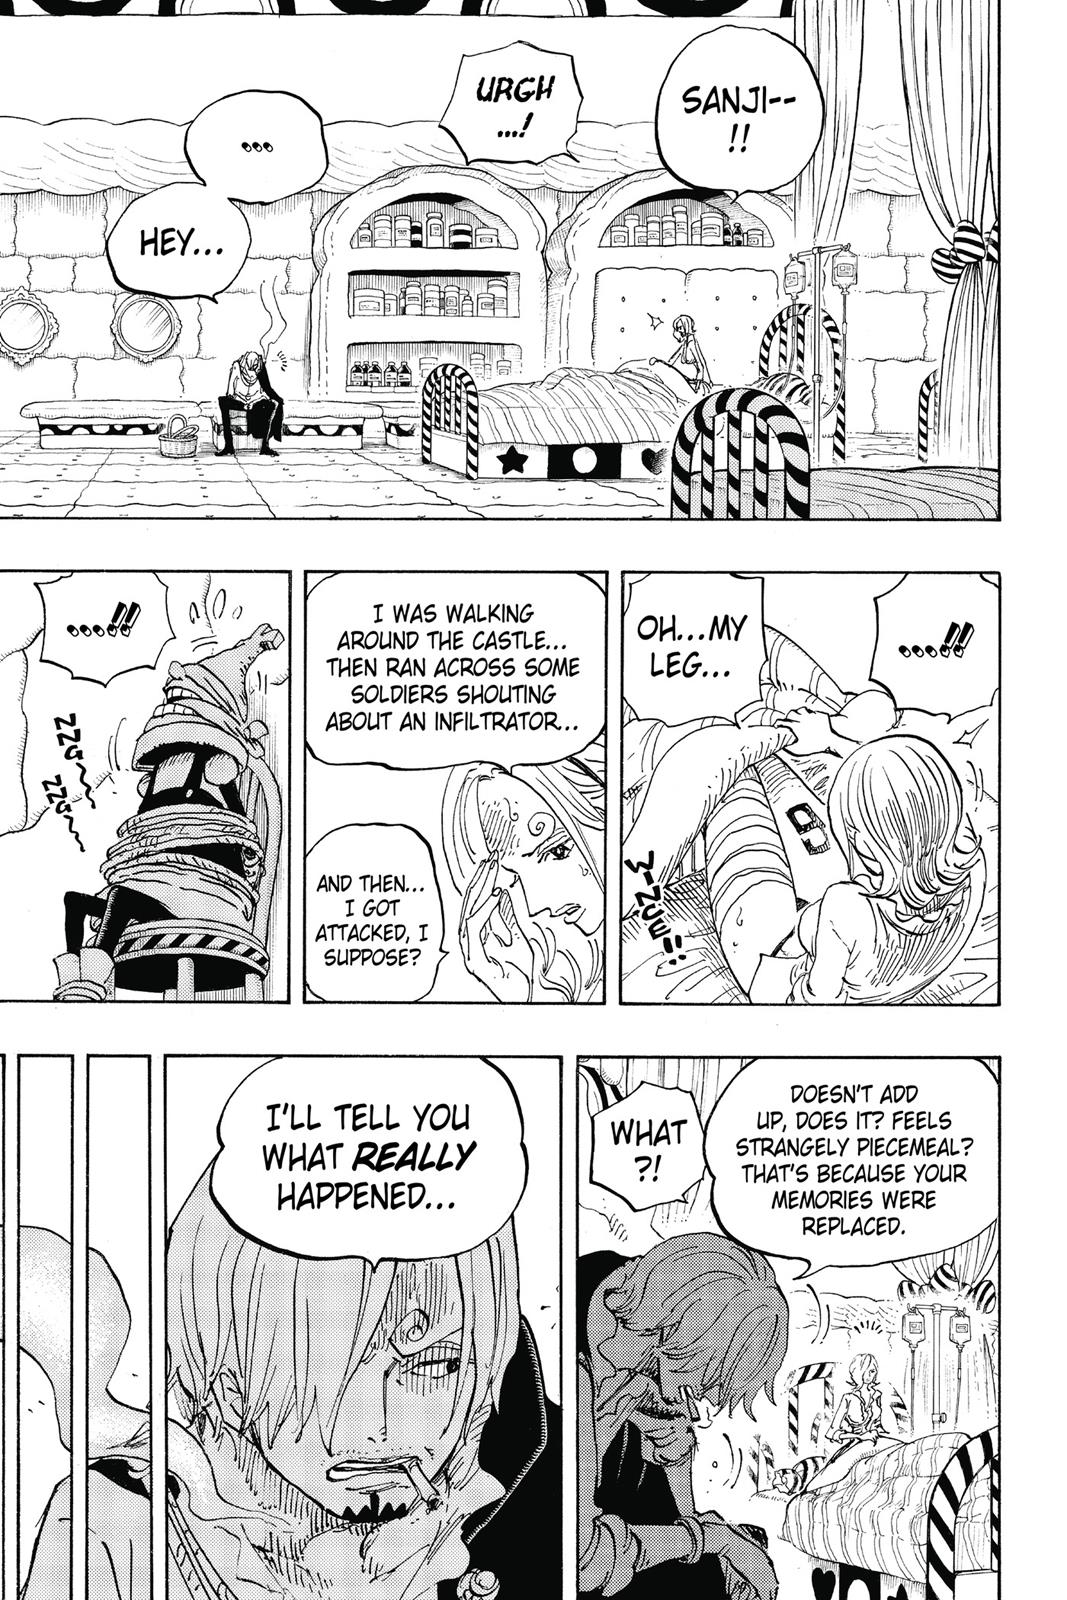 SANJI--
!!
URGH
...!
...
HEY...
...!!
OH...MY
LEG...
WINCE!!
I WAS WALKING
AROUND THE CASTLE...
THEN RAN ACROSS SOME
SOLDIERS SHOUTING
ABOUT AN INFILTRATOR...
AND THEN...
I GOT
ATTACKED, I
SUPPOSE?
...!!
ZZG~
ZZG~
DOESN'T ADD
UP, DOES IT? FEELS
STRANGELY PIECEMEAL?
THAT'S BECAUSE YOUR
MEMORIES WERE
REPLACED.
WHAT
?!
I'LL TELL YOU
WHAT REALLY
HAPPENED...